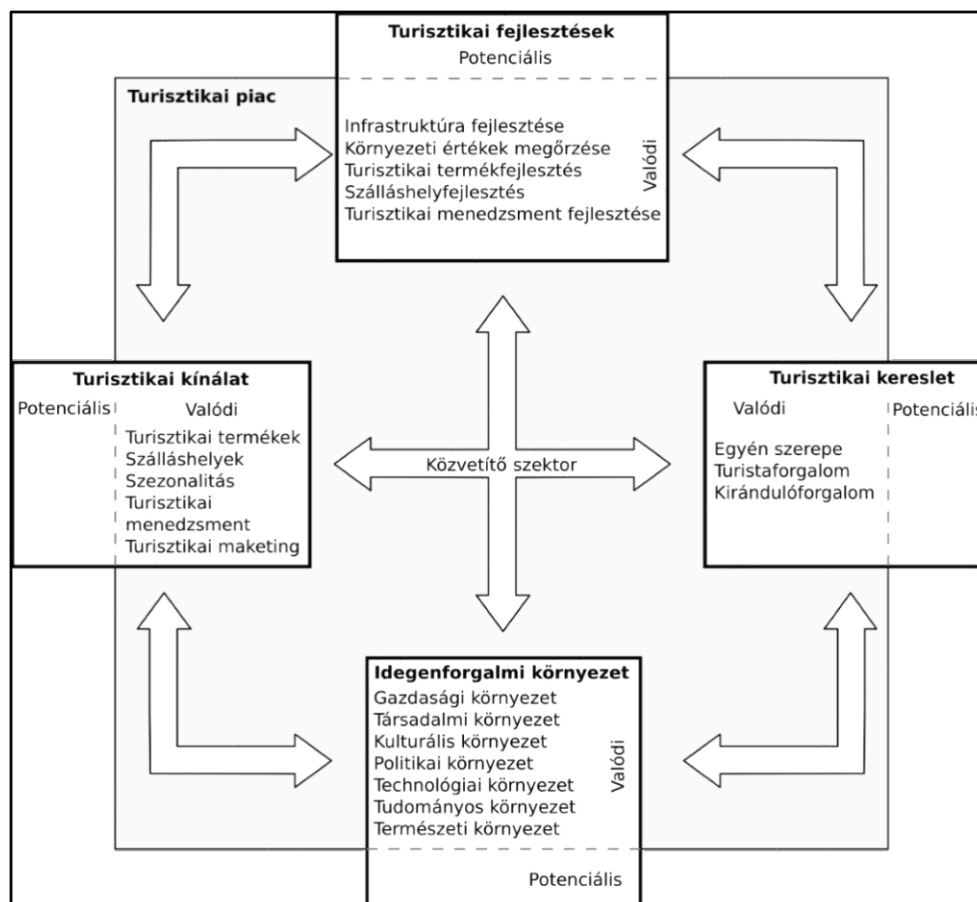 Turisztikai fejlesztések
Potenciális
Turisztikai piac
Infrastruktúra fejlesztése
Környezeti értékek megőrzése
Turisztikai termékfejlesztés
Szálláshelyfejlesztés
Turisztikai menedzsment fejlesztése
Valódi
Turisztikai kínálat
Potenciális
Valódi
Turisztikai termékek
Szálláshelyek
Szezonalitás
Turisztikai
menedzsment
Turisztikai maketing
Közvetítő szektor
Turisztikai kereslet
Valódi
Potenciális
Egyén szerepe
Turistaforgalom
Kirándulóforgalom
Idegenforgalmi környezet
Gazdasági környezet
Társadalmi környezet
Kulturális környezet
Politikai környezet
Technológiai környezet
Tudományos környezet
Természeti környezet
Valódi
Potenciális